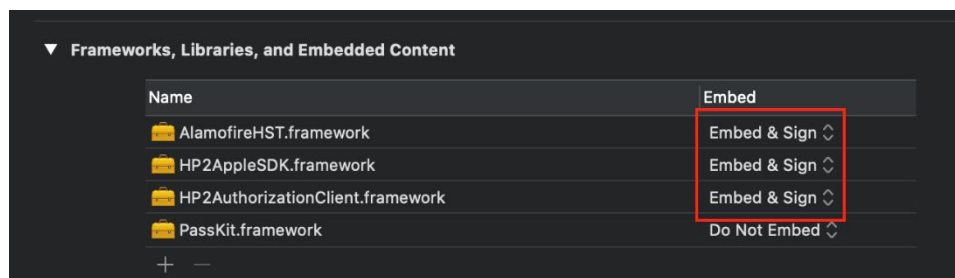 Frameworks, Libraries, and Embedded Content
Name Embed
AlamofireHST.framework Embed & Sign
HP2AppleSDK.framework Embed & Sign
HP2AuthorizationClient.framework Embed & Sign
PassKit.framework Do Not Embed
+ −